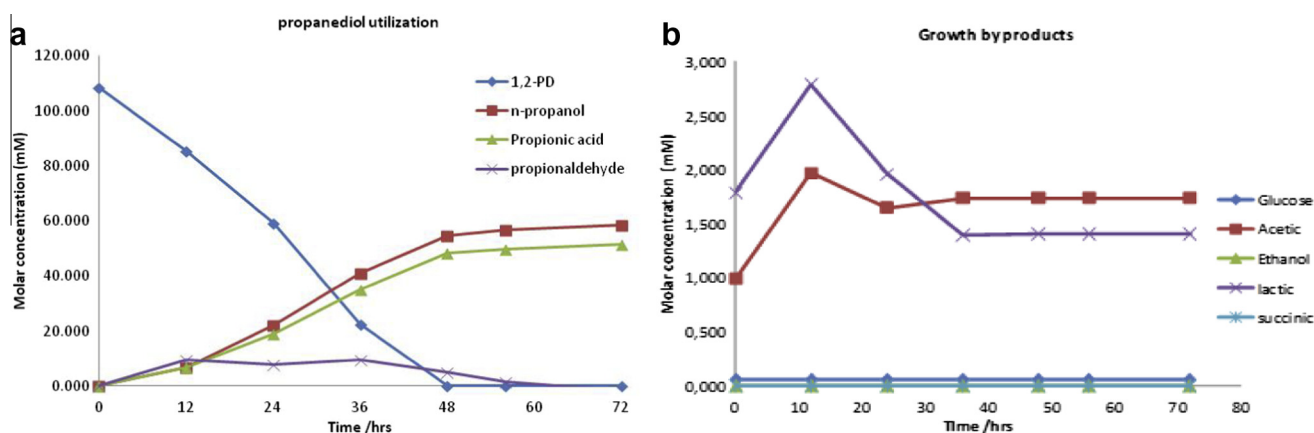 a
propanediol utilization
120.000
100.000
80.000
60.000
40.000
20.000
0.000
Molar concentration (mM)
0 12 24 36 48 60 72
Time /hrs
1,2-PD
n-propanol
Propionic acid
propionaldehyde
b
Growth by products
3,000
2,500
2,000
1,500
1,000
0,500
0,000
Molar concentration (mM)
0 10 20 30 40 50 60 70 80
Time/hrs
Glucose
Acetic
Ethanol
lactic
succinic